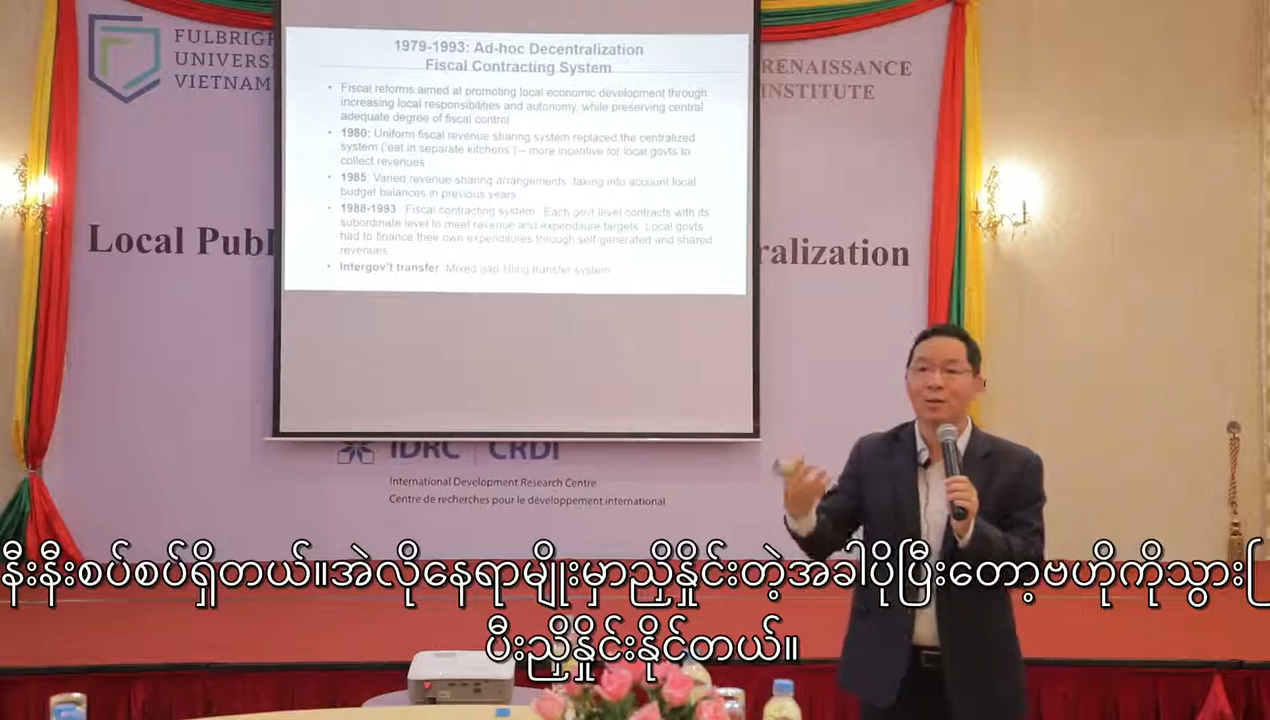 FULBRIGH
UNIVERS
VIETNAM
RENAISSANCE
INSTITUTE
1979-1993: Ad-hoc Decentralization
Fiscal Contracting System
• Fiscal reforms aimed at promoting local economic development through
increasing local responsibilities and autonomy, while preserving central
adequate degree of fiscal control
• 1980: Uniform fiscal revenue sharing system replaced the centralized
system ('eat in separate kitchens') – more incentive for local govts to
collect revenues
• 1985: Varied revenue-sharing arrangements taking into account local
budget balances in previous years
• 1988-1993 Fiscal contracting system. Each govt level contracts with its
subordinate level to meet revenue and expenditure targets. Local govts
had to finance their own expenditures through self-generated and shared
revenues
• Intergov't transfer Mixed gap-filling transfer system
Local Publ
ralization
IDRC | CRDI
International Development Research Centre
Centre de recherches pour le développement international
နီးနီးစပ်စပ်ရှိတယ်။အဲလိုနေရာမျိုးမှာညှိနှိုင်းတဲ့အခါပိုပြီးတော့ဗဟိုကိုသွား
ပီးညှိနှိုင်းနိုင်တယ်။